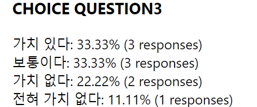 CHOICE QUESTION3
가치 있다: 33.33% (3 responses)
보통이다: 33.33% (3 responses)
가치 없다: 22.22% (2 responses)
전혀 가치 없다: 11.11% (1 responses)